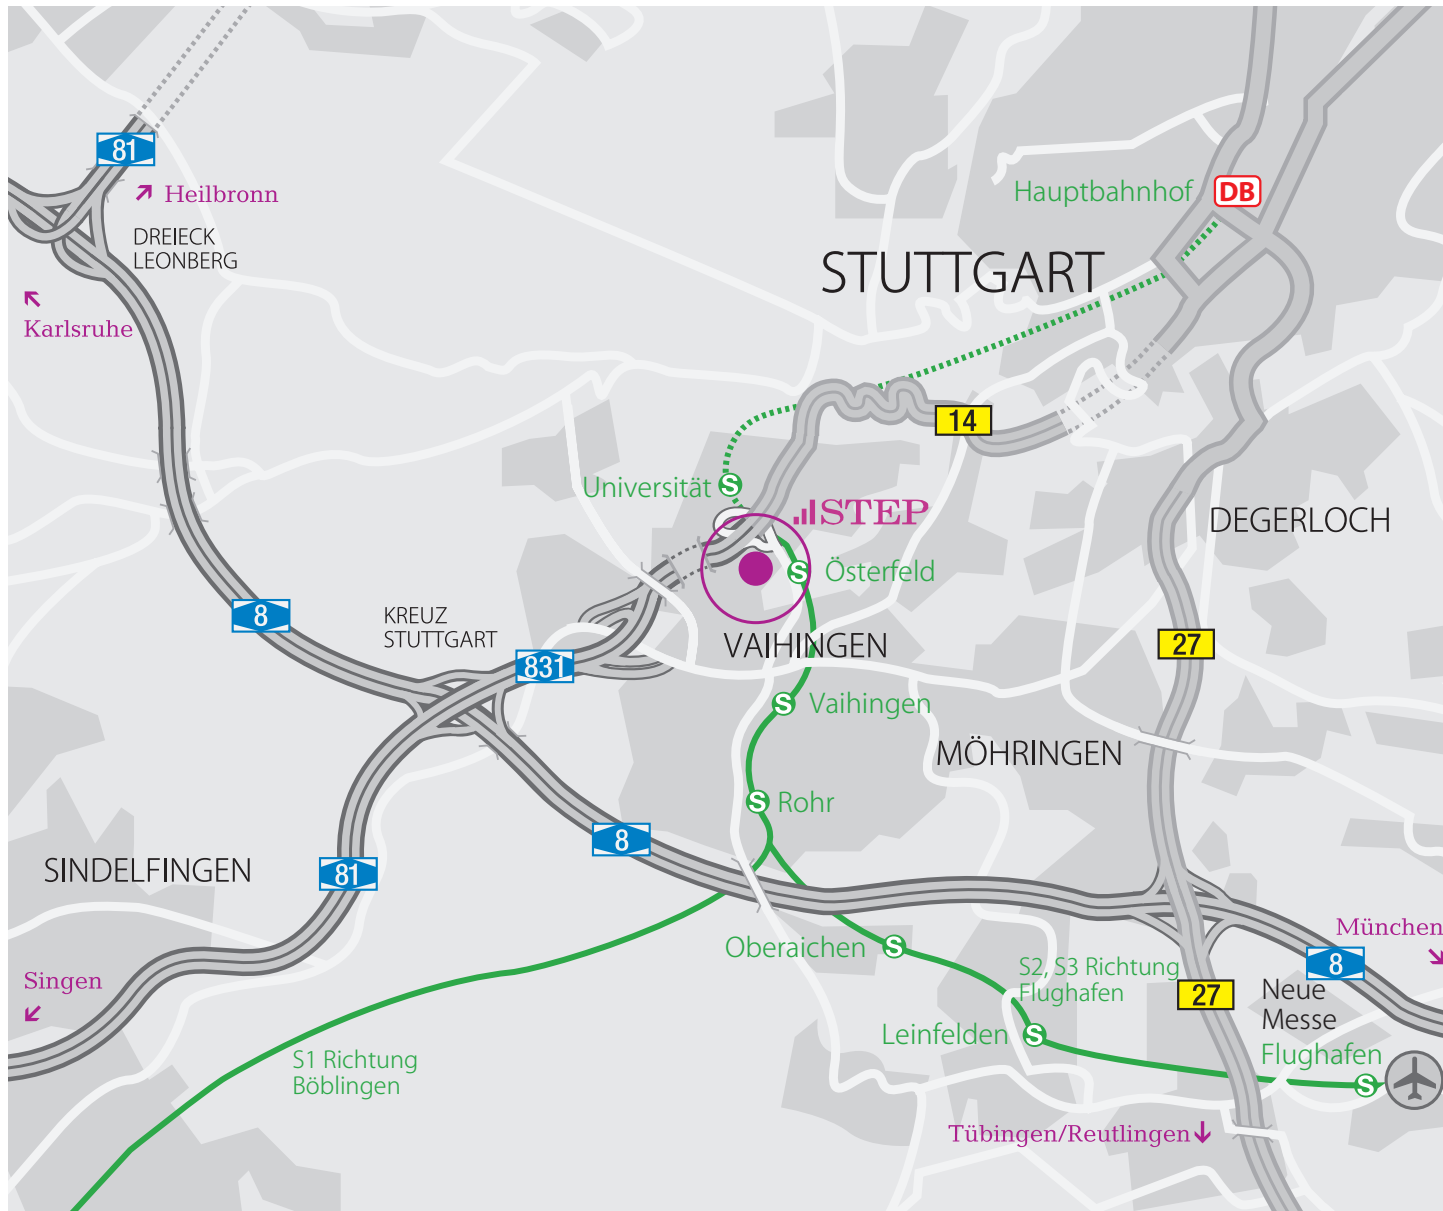 81
Heilbronn
DREIECK
LEONBERG
Karlsruhe
Hauptbahnhof
DB
STUTTGART
14
Universität
S
STEP
DEGERLOCH
S
Österfeld
8
KREUZ
STUTTGART
831
VAIHINGEN
27
S
Vaihingen
MÖHRINGEN
S
Rohr
8
SINDELFINGEN
81
München
Oberaichen
S
8
Singen
S2, S3 Richtung
Flughafen
27
Neue
Messe
Leinfelden
S
Flughafen
S
S1 Richtung
Böblingen
Tübingen/Reutlingen